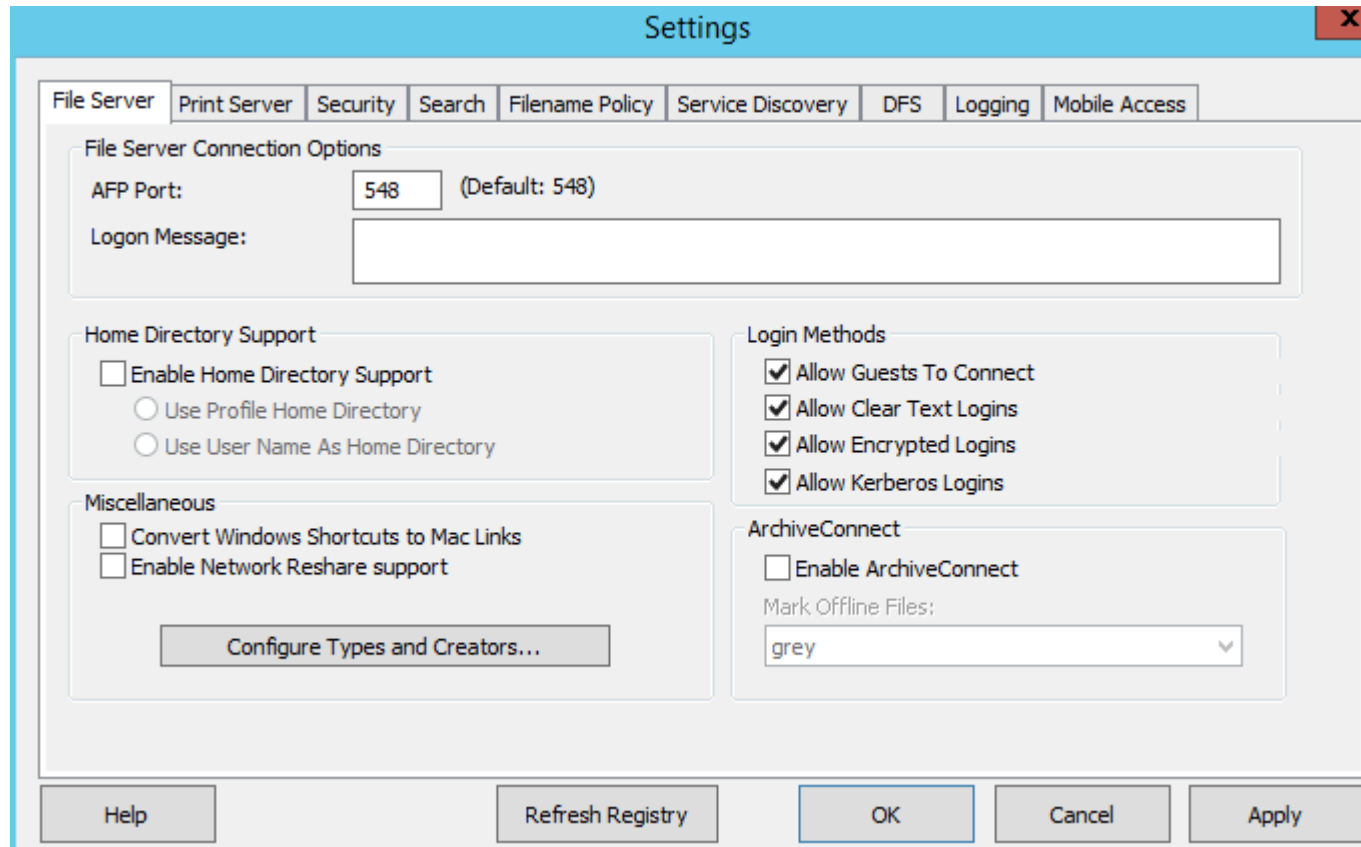 Settings
x
File Server Print Server Security Search Filename Policy Service Discovery DFS Logging Mobile Access
File Server Connection Options
AFP Port: 548 (Default: 548)
Logon Message:
Home Directory Support
Enable Home Directory Support
Use Profile Home Directory
Use User Name As Home Directory
Login Methods
Allow Guests To Connect
Allow Clear Text Logins
Allow Encrypted Logins
Allow Kerberos Logins
Miscellaneous
Convert Windows Shortcuts to Mac Links
Enable Network Reshare support
Configure Types and Creators...
ArchiveConnect
Enable ArchiveConnect
Mark Offline Files:
grey
Help Refresh Registry OK Cancel Apply